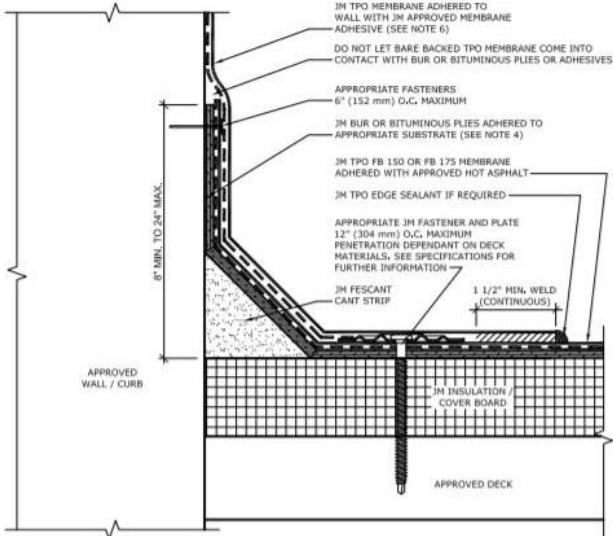 JM TPO MEMBRANE ADHERED TO
WALL WITH JM APPROVED MEMBRANE
ADHESIVE (SEE NOTE 6)
DO NOT LET BARE BACKED TPO MEMBRANE COME INTO
CONTACT WITH BUR OR BITUMINOUS PLIES OR ADHESIVES
APPROPRIATE FASTENERS
6" (152 mm) O.C. MAXIMUM
JM BUR OR BITUMINOUS PLIES ADHERED TO
APPROPRIATE SUBSTRATE (SEE NOTE 4)
JM TPO FB 150 OR FB 175 MEMBRANE
ADHERED WITH APPROVED HOT ASPHALT
JM TPO EDGE SEALANT IF REQUIRED
APPROPRIATE JM FASTENER AND PLATE
12" (304 mm) O.C. MAXIMUM
PENETRATION DEPENDANT ON DECK
MATERIALS. SEE SPECIFICATIONS FOR
FURTHER INFORMATION
1 1/2" MIN. WELD
(CONTINUOUS)
JM FESCANT
CANT STRIP
8" MIN. TO 24" MAX.
APPROVED
WALL / CURB
JM INSULATION /
COVER BOARD
APPROVED DECK